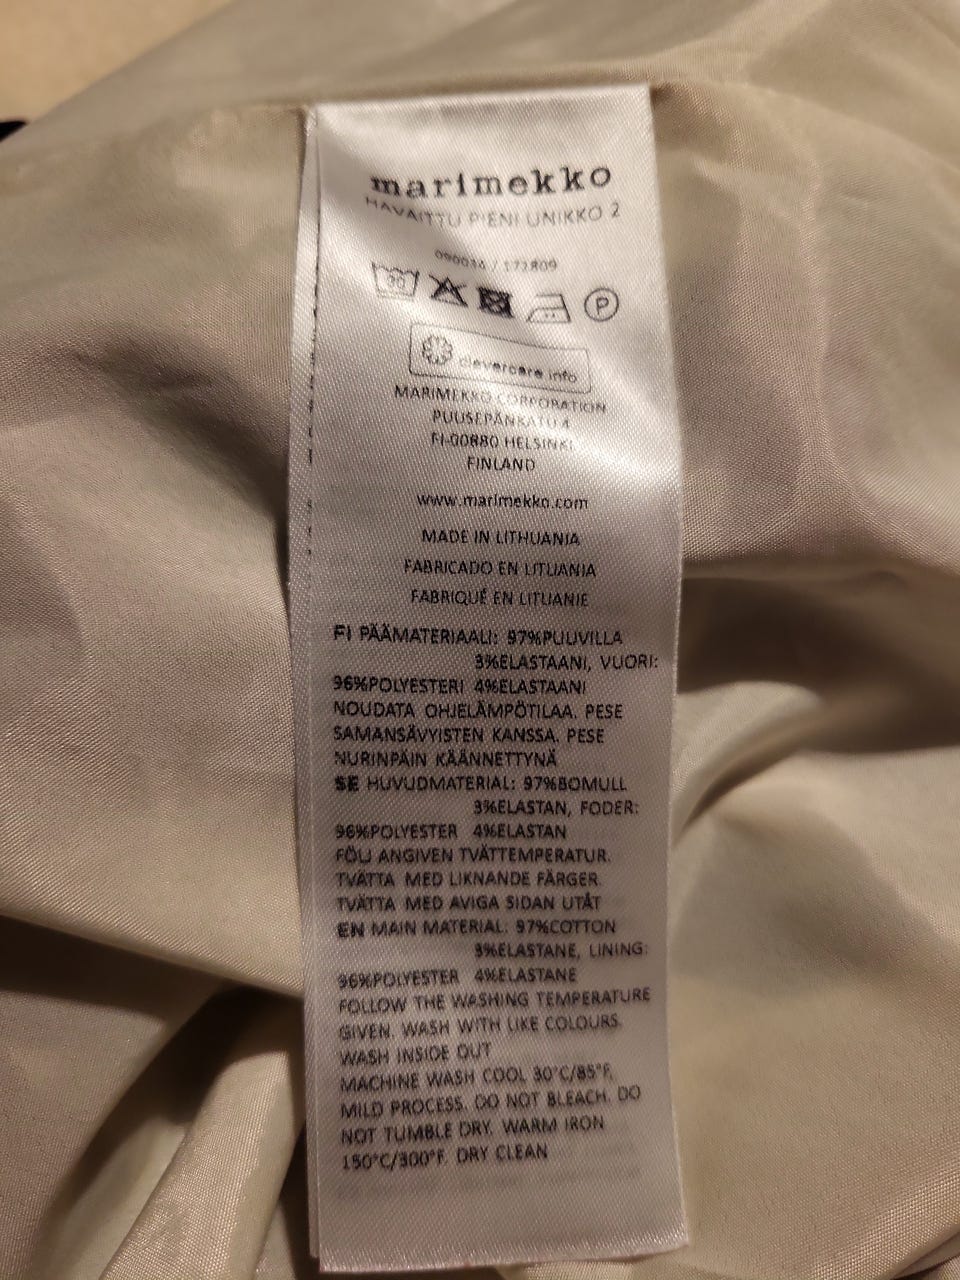 marimekko
HAVAITTU PIENI UNIKKO 2
090034 / 172809
30
P
clevercare.info
MARIMEKKO CORPORATION
PUUSEPÄNKATU 4
FI-00880 HELSINKI
FINLAND
www.marimekko.com
MADE IN LITHUANIA
FABRICADO EN LITUANIA
FABRIQUÉ EN LITUANIE
FI PÄÄMATERIAALI: 97%PUUVILLA
3%ELASTAANI, VUORI:
96%POLYESTERI 4%ELASTAANI
NOUDATA OHJELÄMPÖTILAA. PESE
SAMANSÄVYISTEN KANSSA. PESE
NURINPÄIN KÄÄNNETTYNÄ
SE HUVUDMATERIAL: 97%BOMULL
3%ELASTAN, FODER:
96%POLYESTER 4%ELASTAN
FÖLJ ANGIVEN TVÄTTEMPERATUR.
TVÄTTA MED LIKNANDE FÄRGER.
TVÄTTA MED AVIGA SIDAN UTÅT
EN MAIN MATERIAL: 97%COTTON
3%ELASTANE, LINING:
96%POLYESTER 4%ELASTANE
FOLLOW THE WASHING TEMPERATURE
GIVEN. WASH WITH LIKE COLOURS.
WASH INSIDE OUT
MACHINE WASH COOL 30°C/85°F,
MILD PROCESS. DO NOT BLEACH. DO
NOT TUMBLE DRY. WARM IRON
150°C/300°F. DRY CLEAN